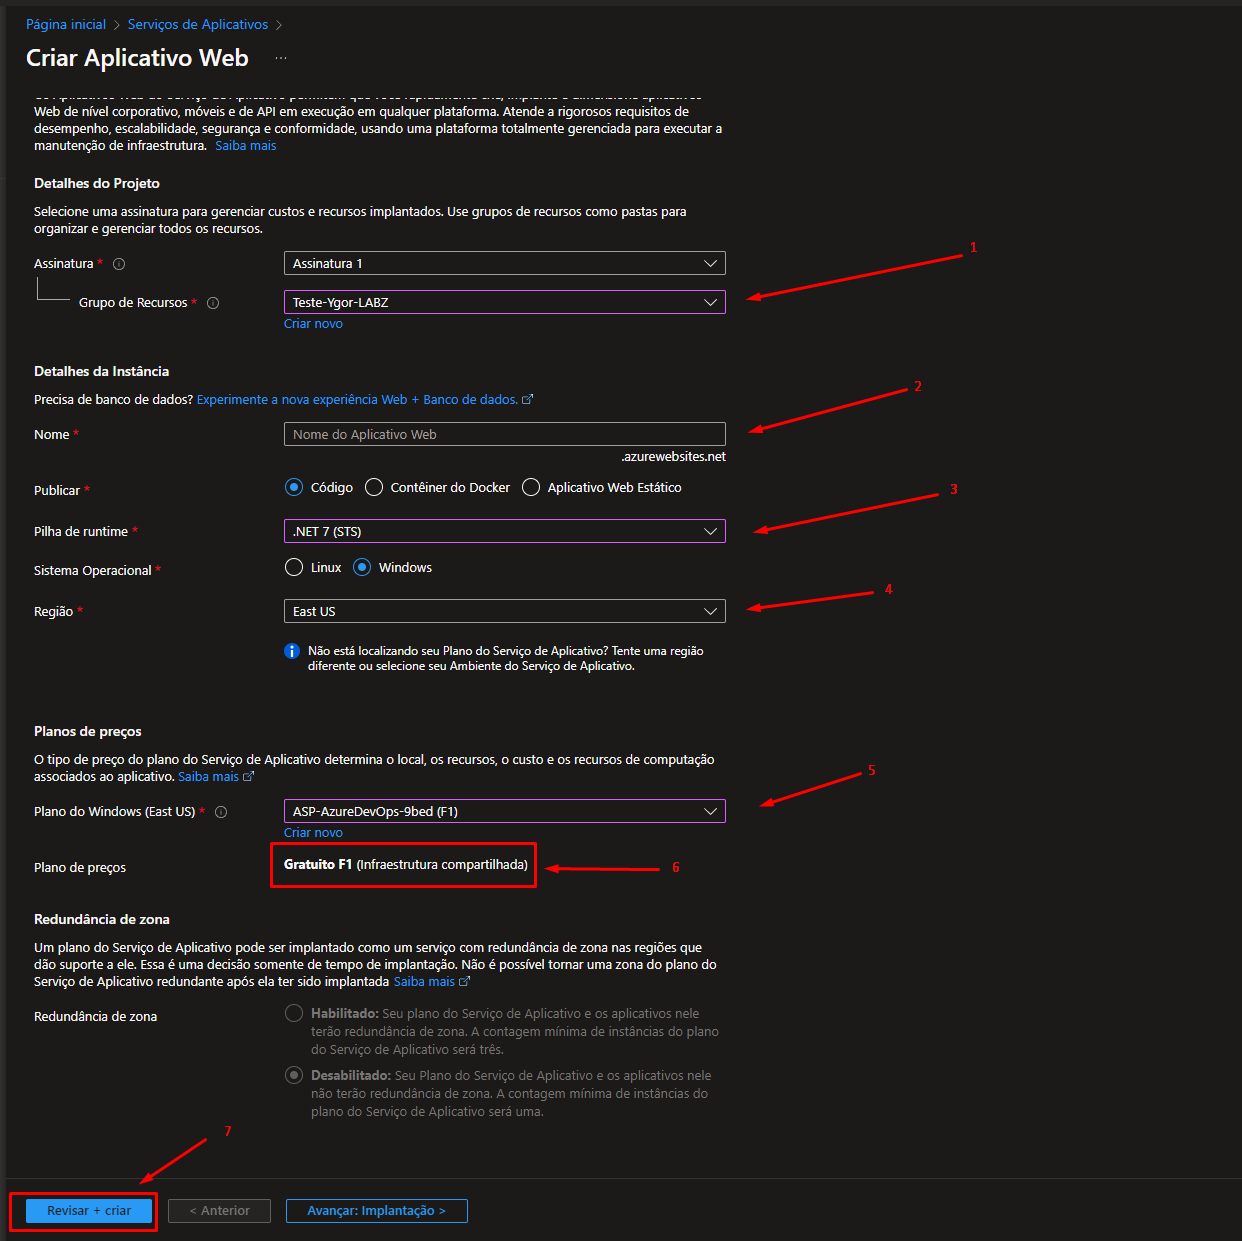 Página inicial > Serviços de Aplicativos >
Criar Aplicativo Web ...
Web de nível corporativo, móveis e de API em execução em qualquer plataforma. Atende a rigorosos requisitos de
desempenho, escalabilidade, segurança e conformidade, usando uma plataforma totalmente gerenciada para executar a
manutenção de infraestrutura. Saiba mais
Detalhes do Projeto
Selecione uma assinatura para gerenciar custos e recursos implantados. Use grupos de recursos como pastas para
organizar e gerenciar todos os recursos.
1
Assinatura * Assinatura 1
Grupo de Recursos * Teste-Ygor-LABZ
Criar novo
Detalhes da Instância
2
Precisa de banco de dados? Experimente a nova experiência Web + Banco de dados.
Nome * Nome do Aplicativo Web
.azurewebsites.net
Publicar * Código Contêiner do Docker Aplicativo Web Estático
3
Pilha de runtime * .NET 7 (STS)
Sistema Operacional * Linux Windows
4
Região * East US
Não está localizando seu Plano do Serviço de Aplicativo? Tente uma região
diferente ou selecione seu Ambiente do Serviço de Aplicativo.
Planos de preços
O tipo de preço do plano do Serviço de Aplicativo determina o local, os recursos, o custo e os recursos de computação
associados ao aplicativo. Saiba mais
5
Plano do Windows (East US) * ASP-AzureDevOps-9bed (F1)
Criar novo
Plano de preços Gratuito F1 (Infraestrutura compartilhada) 6
Redundância de zona
Um plano do Serviço de Aplicativo pode ser implantado como um serviço com redundância de zona nas regiões que
dão suporte a ele. Essa é uma decisão somente de tempo de implantação. Não é possível tornar uma zona do plano do
Serviço de Aplicativo redundante após ela ter sido implantada Saiba mais
Redundância de zona Habilitado: Seu plano do Serviço de Aplicativo e os aplicativos nele
terão redundância de zona. A contagem mínima de instâncias do plano
do Serviço de Aplicativo será três.
Desabilitado: Seu Plano do Serviço de Aplicativo e os aplicativos nele
não terão redundância de zona. A contagem mínima de instâncias do
plano do Serviço de Aplicativo será uma.
7
Revisar + criar < Anterior Avançar: Implantação >